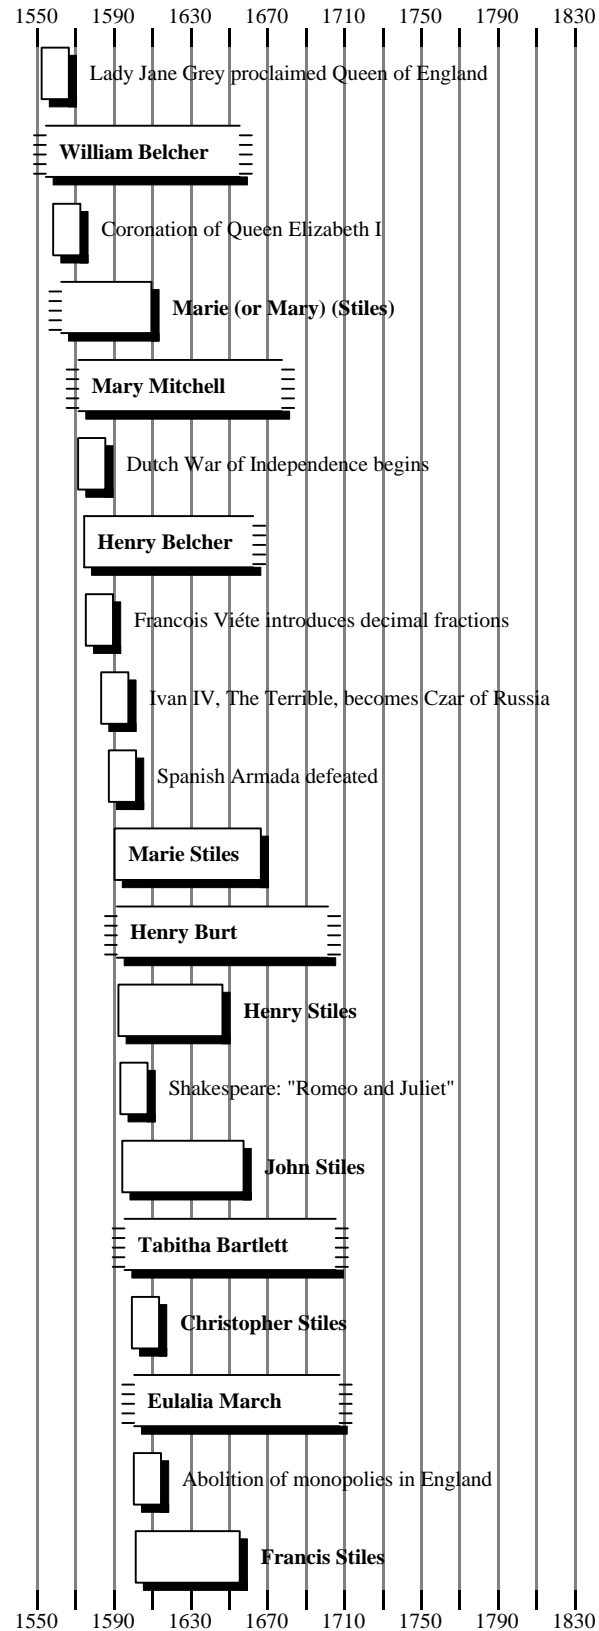 1550 1590 1630 1670 1710 1750 1790 1830
Lady Jane Grey proclaimed Queen of England
William Belcher
Coronation of Queen Elizabeth I
Marie (or Mary) (Stiles)
Mary Mitchell
Dutch War of Independence begins
Henry Belcher
Francois Viéte introduces decimal fractions
Ivan IV, The Terrible, becomes Czar of Russia
Spanish Armada defeated
Marie Stiles
Henry Burt
Henry Stiles
Shakespeare: "Romeo and Juliet"
John Stiles
Tabitha Bartlett
Christopher Stiles
Eulalia March
Abolition of monopolies in England
Francis Stiles
1550 1590 1630 1670 1710 1750 1790 1830